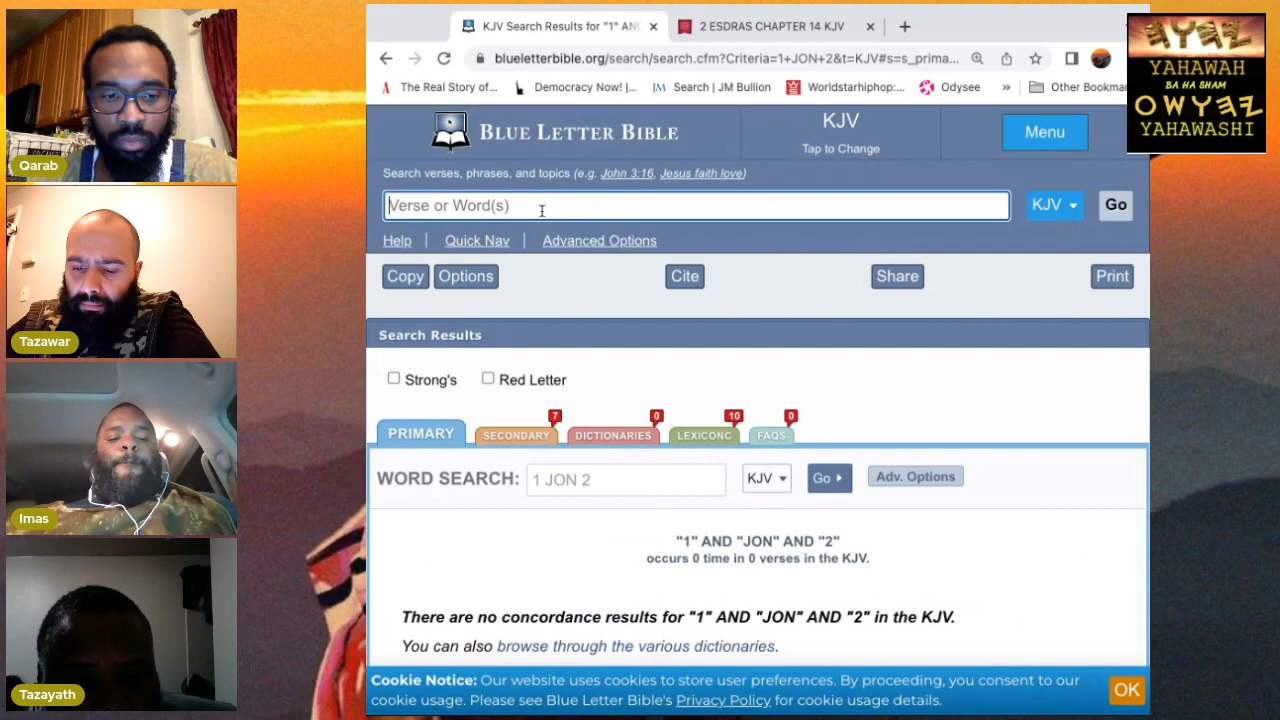 Qarab
Tazawar
Imas
Tazayath
KJV Search Results for "1" AN
2 ESDRAS CHAPTER 14 KJV
blueletterbible.org/search/search.cfm?Criteria=1+JON+2&t=KJV#s=s_prima...
The Real Story of...
Democracy Now! |...
Search | JM Bullion
Worldstarhiphop:...
Odysee
»
Other Bookmar
BLUE LETTER BIBLE
KJV
Tap to Change
Menu
Search verses, phrases, and topics (e.g. John 3:16, Jesus faith love)
Verse or Word(s)
KJV
Go
Help | Quick Nav | Advanced Options
Copy
Options
Cite
Share
Print
Search Results
Strong's
Red Letter
PRIMARY
SECONDARY
7
DICTIONARIES
0
LEXICONC
10
FAQS
0
WORD SEARCH:
1 JON 2
KJV
Go
Adv. Options
"1" AND "JON" AND "2"
occurs 0 time in 0 verses in the KJV.
There are no concordance results for "1" AND "JON" AND "2" in the KJV.
You can also browse through the various dictionaries.
Cookie Notice: Our website uses cookies to store user preferences. By proceeding, you consent to our
cookie usage. Please see Blue Letter Bible's Privacy Policy for cookie usage details.
OK
YAHAWAH
BA HA SHAM
YAHAWASHI